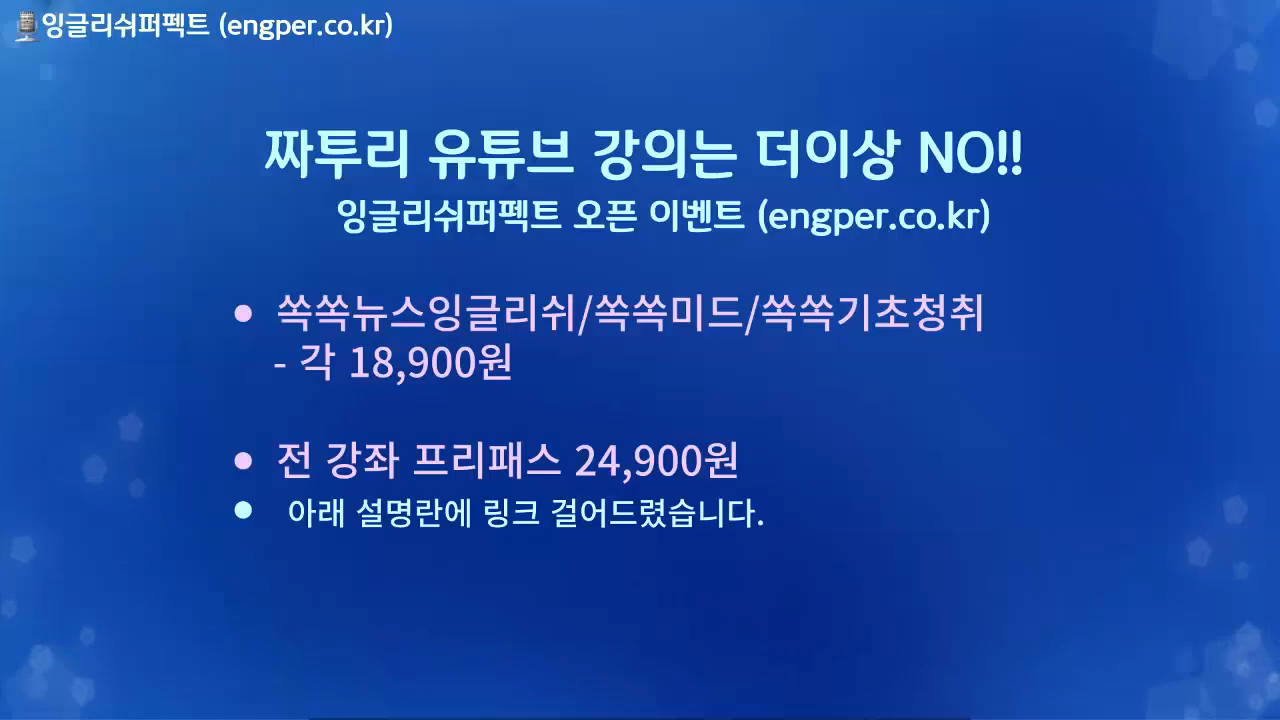 잉글리쉬퍼펙트 (engper.co.kr)
짜투리 유튜브 강의는 더이상 NO!!
잉글리쉬퍼펙트 오픈 이벤트 (engper.co.kr)
● 쏙쏙뉴스잉글리쉬/쏙쏙미드/쏙쏙기초청취
- 각 18,900원
● 전 강좌 프리패스 24,900원
● 아래 설명란에 링크 걸어드렸습니다.